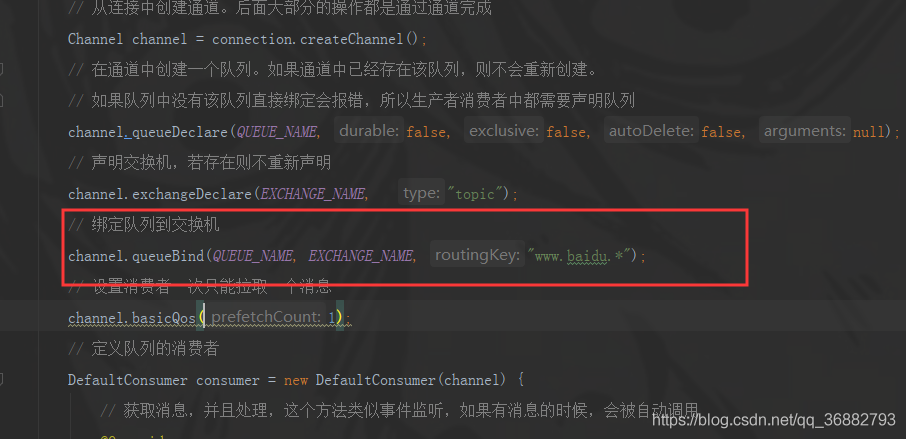 // 从连接中创建通道。后面大部分的操作都是通过通道完成
Channel channel = connection.createChannel();
// 在通道中创建一个队列。如果通道中已经存在该队列，则不会重新创建。
// 如果队列中没有该队列直接绑定会报错，所以生产者消费者中都需要声明队列
channel.queueDeclare(QUEUE_NAME, durable: false, exclusive: false, autoDelete: false, arguments: null);
// 声明交换机，若存在则不重新声明
channel.exchangeDeclare(EXCHANGE_NAME, type: "topic");
// 绑定队列到交换机
channel.queueBind(QUEUE_NAME, EXCHANGE_NAME, routingKey: "www.baidu.*");
// 设置消费者一次只能拉取一个消息
channel.basicQos( prefetchCount: 1);
// 定义队列的消费者
DefaultConsumer consumer = new DefaultConsumer(channel) {
// 获取消息，并且处理，这个方法类似事件监听，如果有消息的时候，会被自动调用
https://blog.csdn.net/qq_36882793